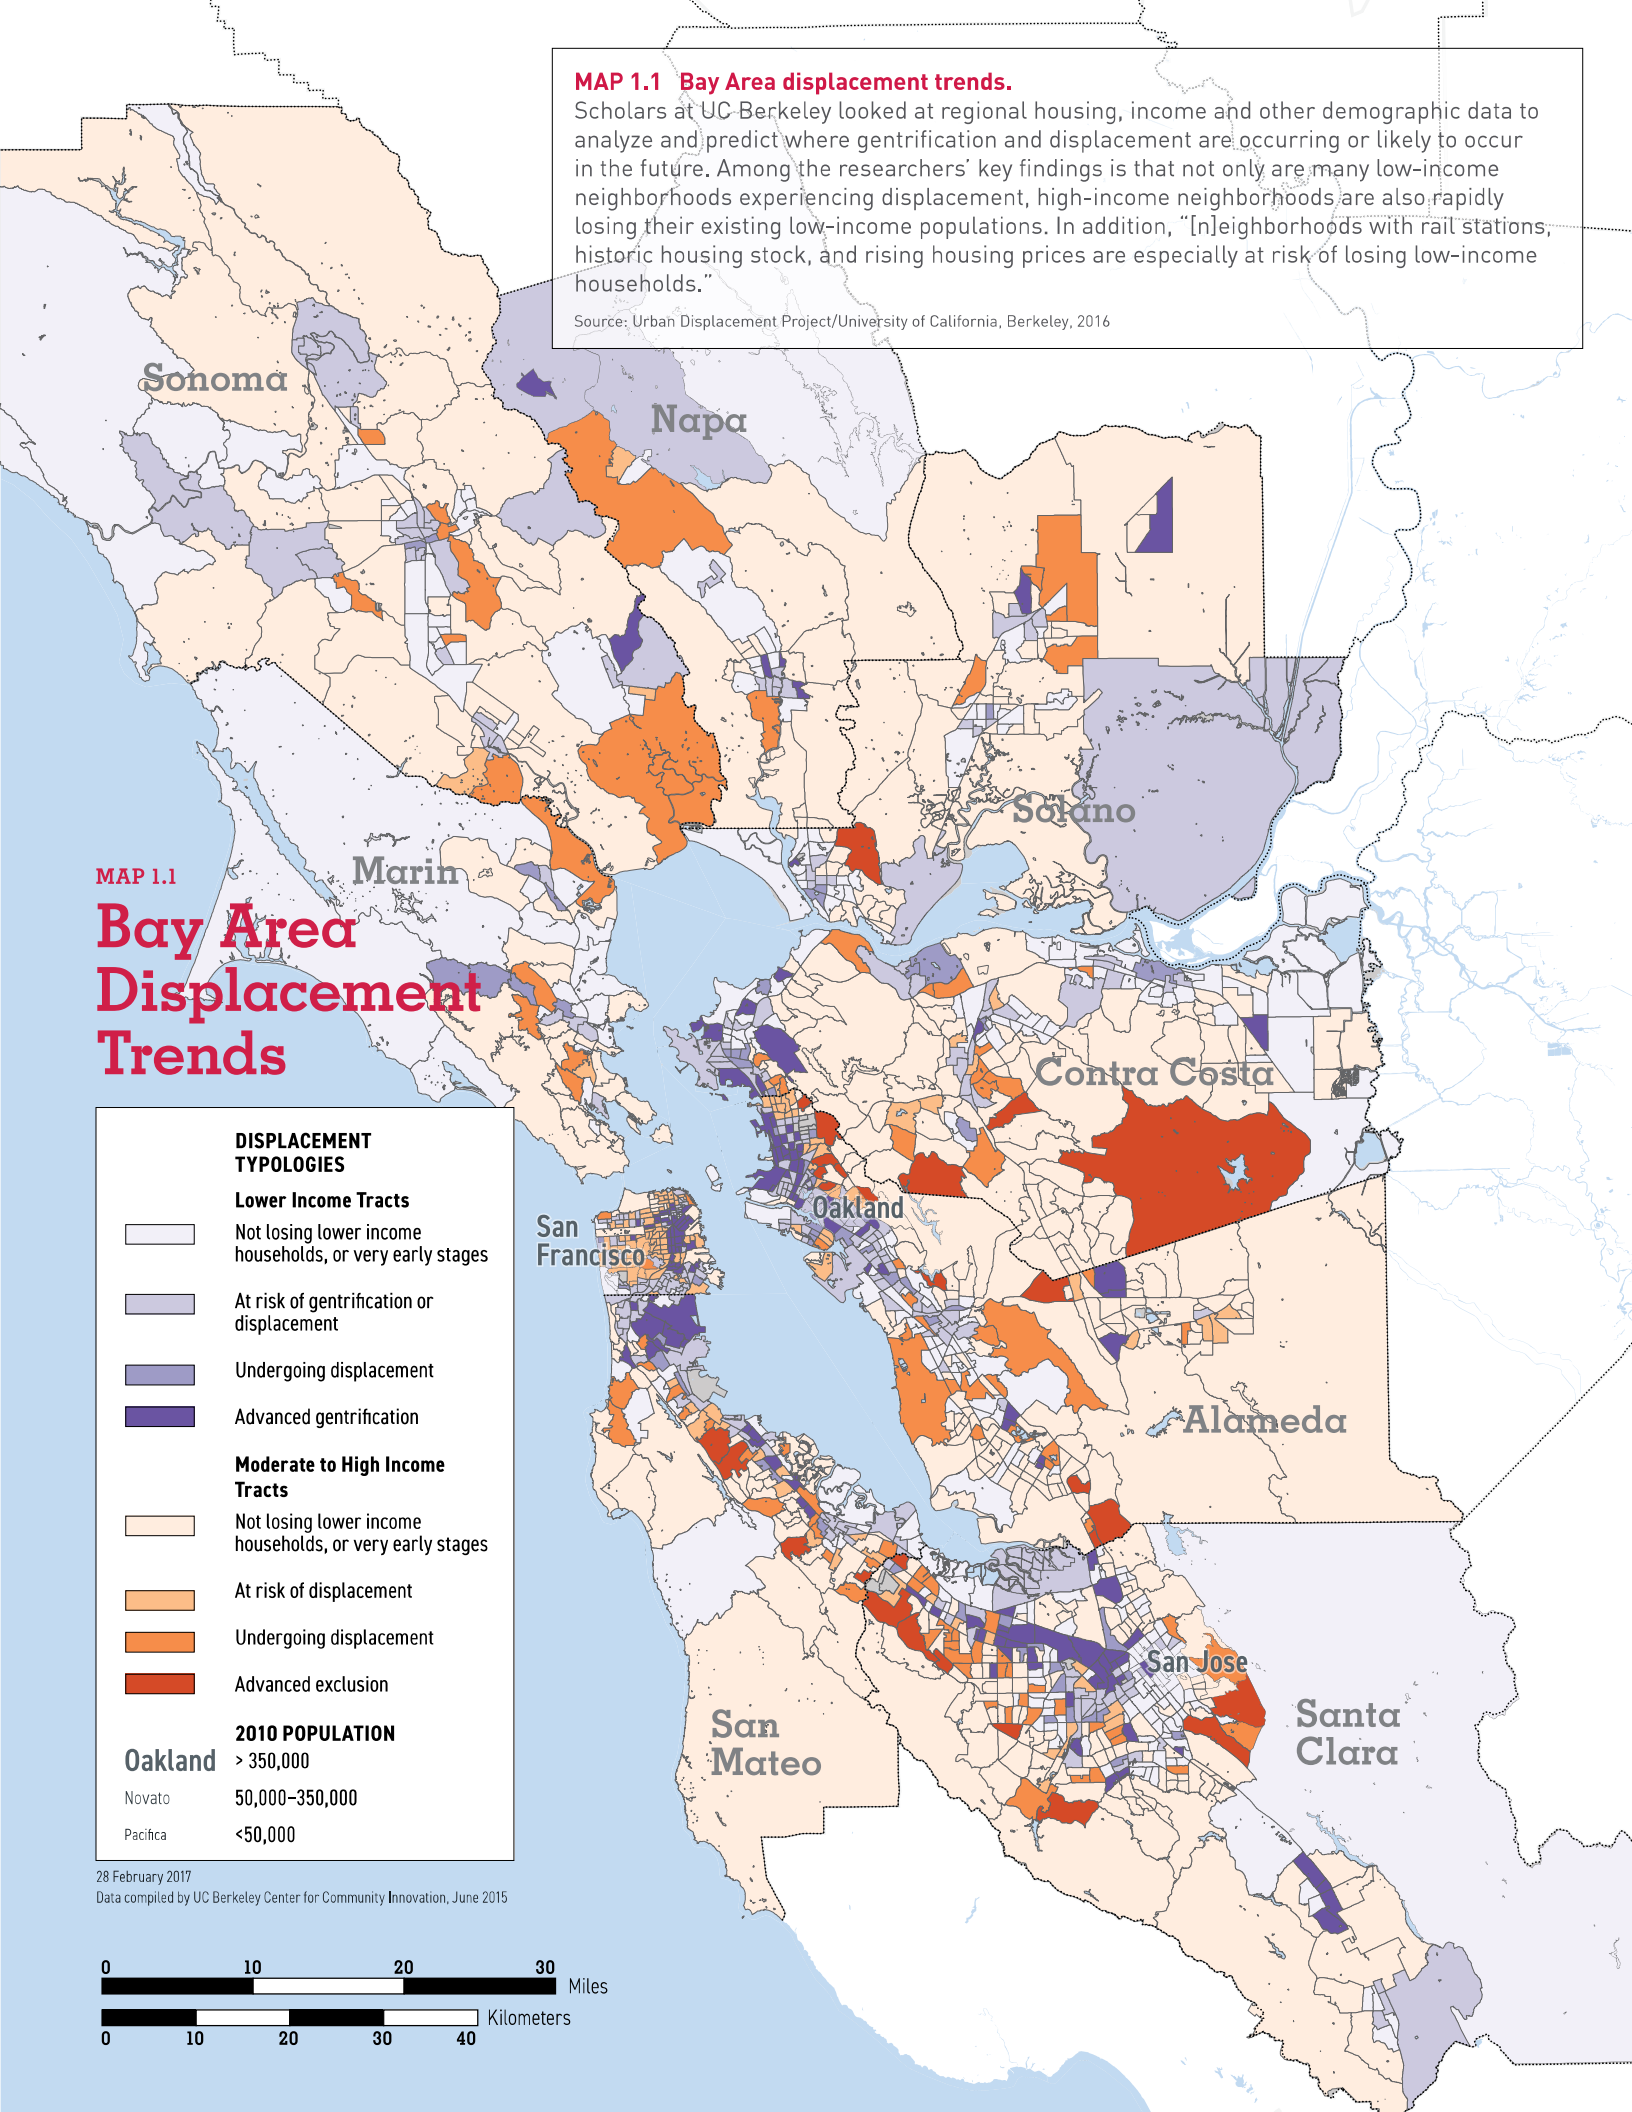 MAP 1.1 Bay Area displacement trends.
Scholars at UC Berkeley looked at regional housing, income and other demographic data to
analyze and predict where gentrification and displacement are occurring or likely to occur
in the future. Among the researchers’ key findings is that not only are many low-income
neighborhoods experiencing displacement, high-income neighborhoods are also rapidly
losing their existing low-income populations. In addition, “[n]eighborhoods with rail stations,
historic housing stock, and rising housing prices are especially at risk of losing low-income
households.”
Source: Urban Displacement Project/University of California, Berkeley, 2016
Sonoma
Napa
Solano
Marin
MAP 1.1
Bay Area
Displacement
Trends
Contra Costa
Oakland
San
Francisco
Alameda
San Jose
Santa
Clara
San
Mateo
DISPLACEMENT
TYPOLOGIES
Lower Income Tracts
Not losing lower income
households, or very early stages
At risk of gentrification or
displacement
Undergoing displacement
Advanced gentrification
Moderate to High Income
Tracts
Not losing lower income
households, or very early stages
At risk of displacement
Undergoing displacement
Advanced exclusion
2010 POPULATION
Oakland > 350,000
Novato 50,000–350,000
Pacifica <50,000
28 February 2017
Data compiled by UC Berkeley Center for Community Innovation, June 2015
0 10 20 30
Miles
Kilometers
0 10 20 30 40